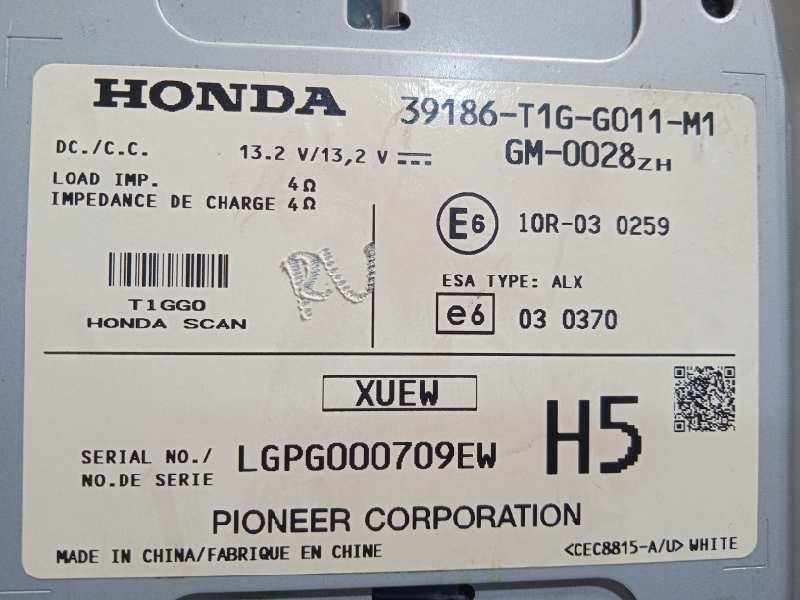 HONDA
39186-T1G-G011-M1
GM-0028ZH
DC./C.C. 13.2 V/13,2 V
LOAD IMP. 4Ω
IMPEDANCE DE CHARGE 4Ω
E6 10R-03 0259
ESA TYPE: ALX
e6 03 0370
T1GG0
HONDA SCAN
XUEW
H5
SERIAL NO./
NO.DE SERIE
LGPG000709EW
PIONEER CORPORATION
MADE IN CHINA/FABRIQUE EN CHINE
<CEC8815-A/U> WHITE